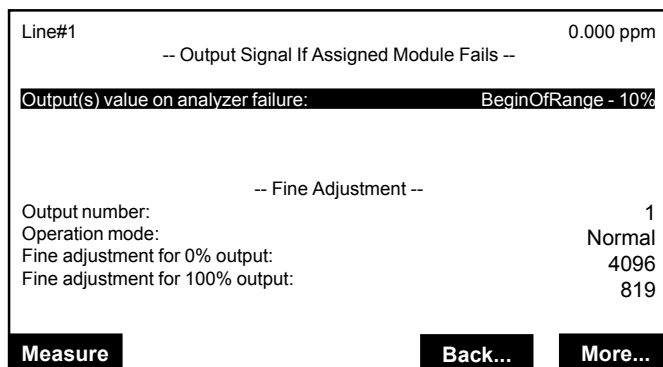 Line#1 0.000 ppm
-- Output Signal If Assigned Module Fails --
Output(s) value on analyzer failure: BeginOfRange - 10%
-- Fine Adjustment --
Output number: 1
Operation mode: Normal
Fine adjustment for 0% output: 4096
Fine adjustment for 100% output: 819
Measure Back... More...